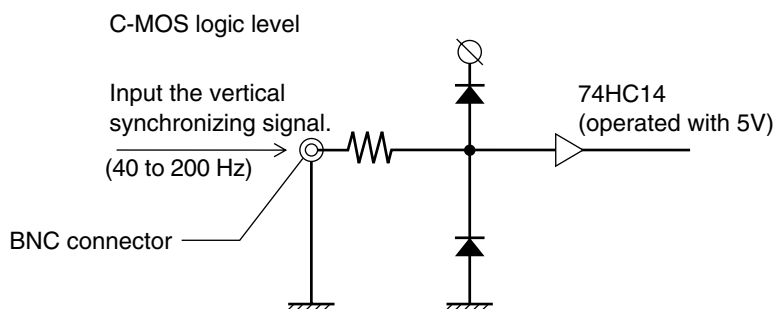 C-MOS logic level
Input the vertical
synchronizing signal.
(40 to 200 Hz)
BNC connector
74HC14
(operated with 5V)